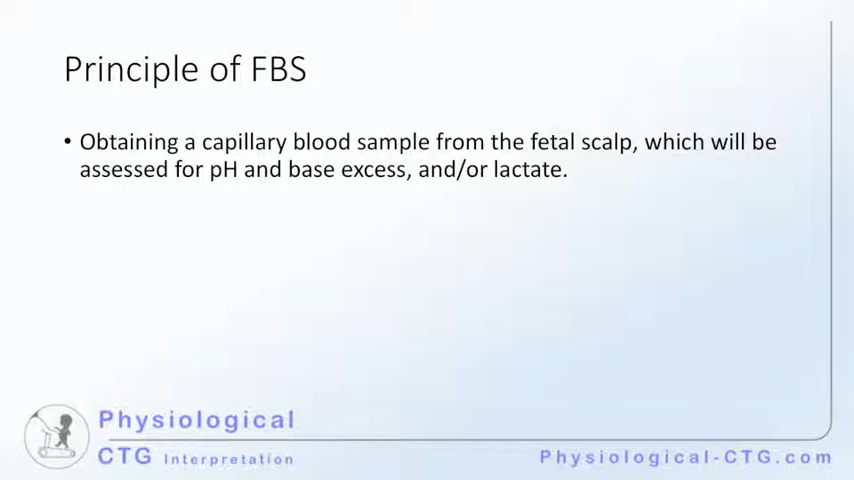 Principle of FBS
• Obtaining a capillary blood sample from the fetal scalp, which will be
assessed for pH and base excess, and/or lactate.
Physiological
CTG Interpretation
Physiological-CTG.com